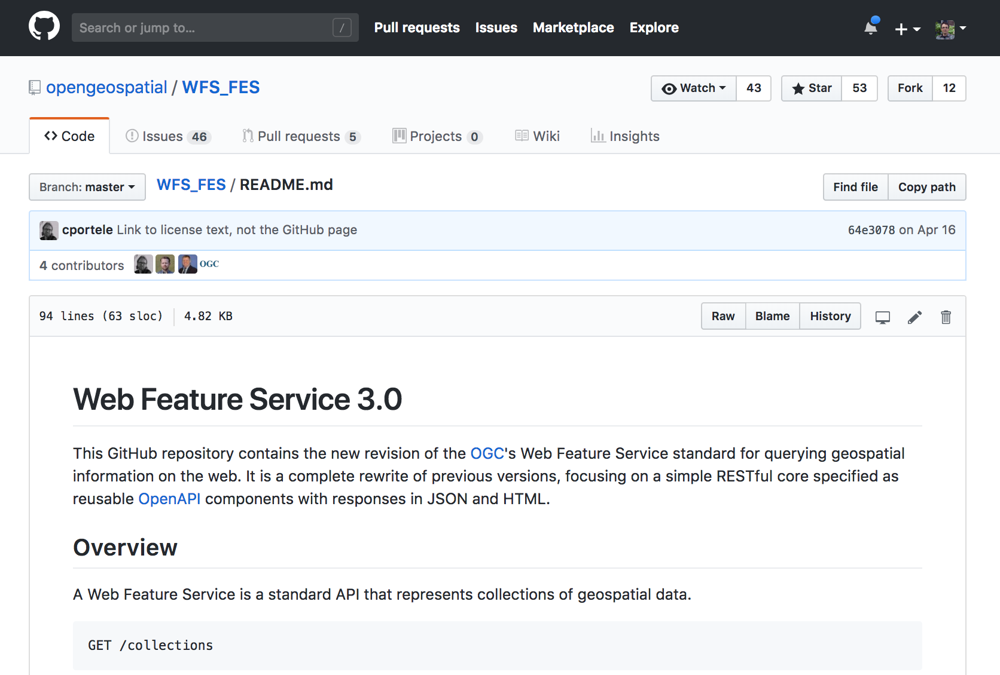 Search or jump to... / Pull requests Issues Marketplace Explore
opengeospatial / WFS_FES Watch 43 Star 53 Fork 12
<> Code Issues 46 Pull requests 5 Projects 0 Wiki Insights
Branch: master WFS_FES / README.md Find file Copy path
cportele Link to license text, not the GitHub page 64e3078 on Apr 16
4 contributors OGC
94 lines (63 sloc) 4.82 KB Raw Blame History
Web Feature Service 3.0
This GitHub repository contains the new revision of the OGC's Web Feature Service standard for querying geospatial
information on the web. It is a complete rewrite of previous versions, focusing on a simple RESTful core specified as
reusable OpenAPI components with responses in JSON and HTML.
Overview
A Web Feature Service is a standard API that represents collections of geospatial data.
GET /collections